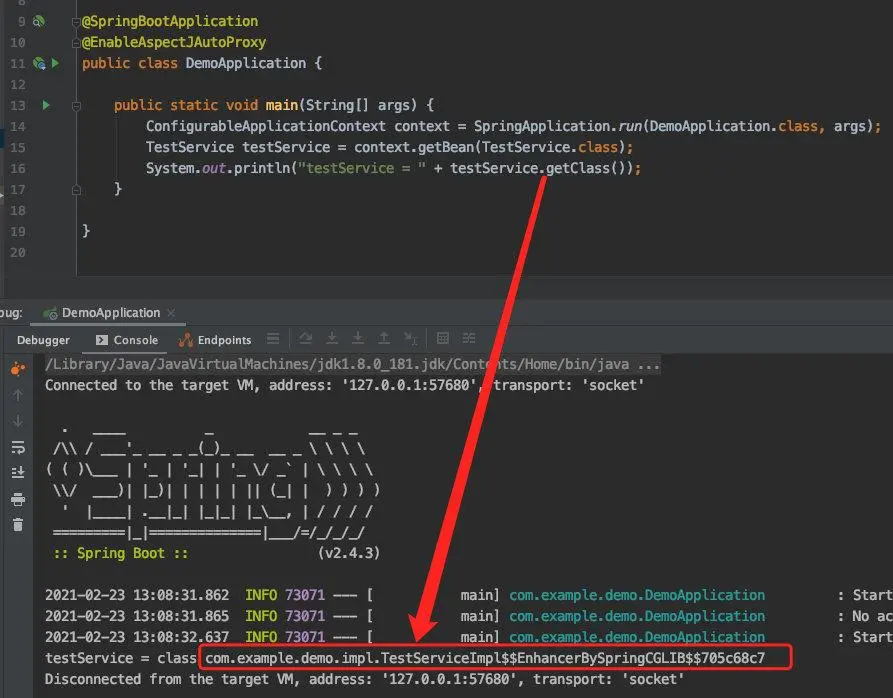 8
9 @SpringBootApplication
10 @EnableAspectJAutoProxy
11 public class DemoApplication {
12
13 public static void main(String[] args) {
14 ConfigurableApplicationContext context = SpringApplication.run(DemoApplication.class, args);
15 TestService testService = context.getBean(TestService.class);
16 System.out.println("testService = " + testService.getClass());
17 }
18
19 }
20
bug: DemoApplication ×
Debugger Console Endpoints
/Library/Java/JavaVirtualMachines/jdk1.8.0_181.jdk/Contents/Home/bin/java ...
Connected to the target VM, address: '127.0.0.1:57680', transport: 'socket'
  .   ____          _            __ _ _
 /\\ / ___'_ __ _ _(_)_ __  __ _ \ \ \ \
( ( )\___ | '_ | '_| | '_ \/ _` | \ \ \ \
 \\/  ___)| |_)| | | | | || (_| |  ) ) ) )
  '  |____| .__|_| |_|_| |_\__, | / / / /
 =========|_|==============|___/=/_/_/_/
 :: Spring Boot ::                (v2.4.3)
2021-02-23 13:08:31.862 INFO 73071 --- [ main] com.example.demo.DemoApplication : Start
2021-02-23 13:08:31.865 INFO 73071 --- [ main] com.example.demo.DemoApplication : No ac
2021-02-23 13:08:32.637 INFO 73071 --- [ main] com.example.demo.DemoApplication : Start
testService = class com.example.demo.impl.TestServiceImpl$$EnhancerBySpringCGLIB$$705c68c7
Disconnected from the target VM, address: '127.0.0.1:57680', transport: 'socket'